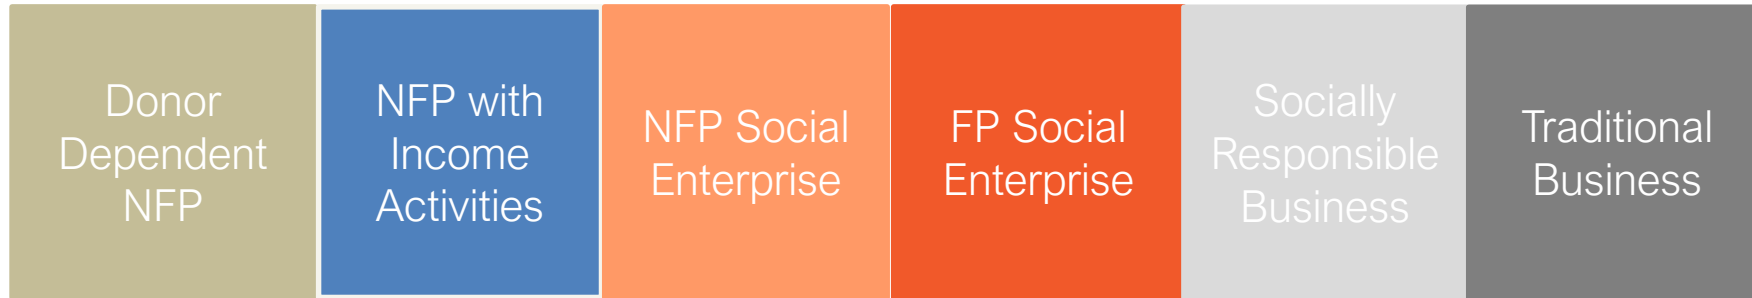 Donor
Dependent
NFP
NFP with
Income
Activities
NFP Social
Enterprise
FP Social
Enterprise
Socially
Responsible
Business
Traditional
Business